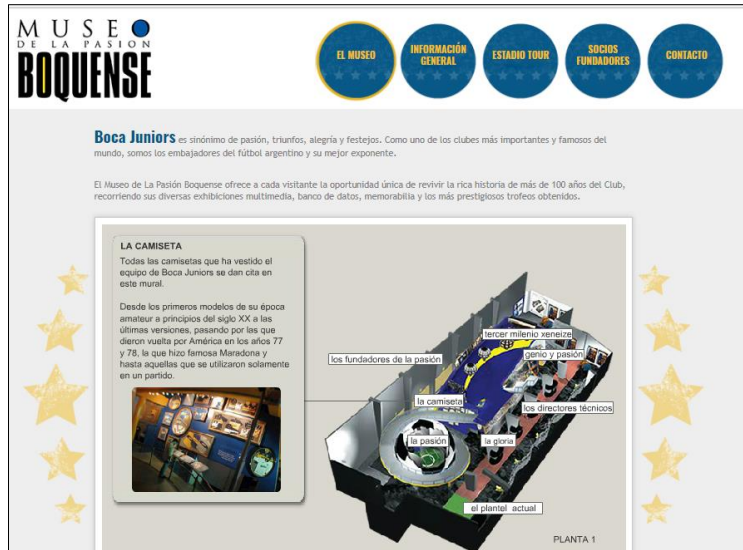 MUSEO
DE LA PASION
BOQUENSE
EL MUSEO
INFORMACIÓN
GENERAL
ESTADIO TOUR
SOCIOS
FUNDADORES
CONTACTO
Boca Juniors es sinónimo de pasión, triunfos, alegría y festejos. Como uno de los clubes más importantes y famosos del
mundo, somos los embajadores del fútbol argentino y su mejor exponente.
El Museo de La Pasión Boquense ofrece a cada visitante la oportunidad única de revivir la rica historia de más de 100 años del Club,
recorriendo sus diversas exhibiciones multimedia, banco de datos, memorabilia y los más prestigiosos trofeos obtenidos.
LA CAMISETA
Todas las camisetas que ha vestido el
equipo de Boca Juniors se dan cita en
este mural.
Desde los primeros modelos de su época
amateur a principios del siglo XX a las
últimas versiones, pasando por las que
dieron vuelta por América en los años 77
y 78, la que hizo famosa Maradona y
hasta aquellas que se utilizaron solamente
en un partido.
tercer milenio xeneize
los fundadores de la pasión
genio y pasión
la camiseta
los directores técnicos
la pasión
la gloria
el plantel actual
PLANTA 1